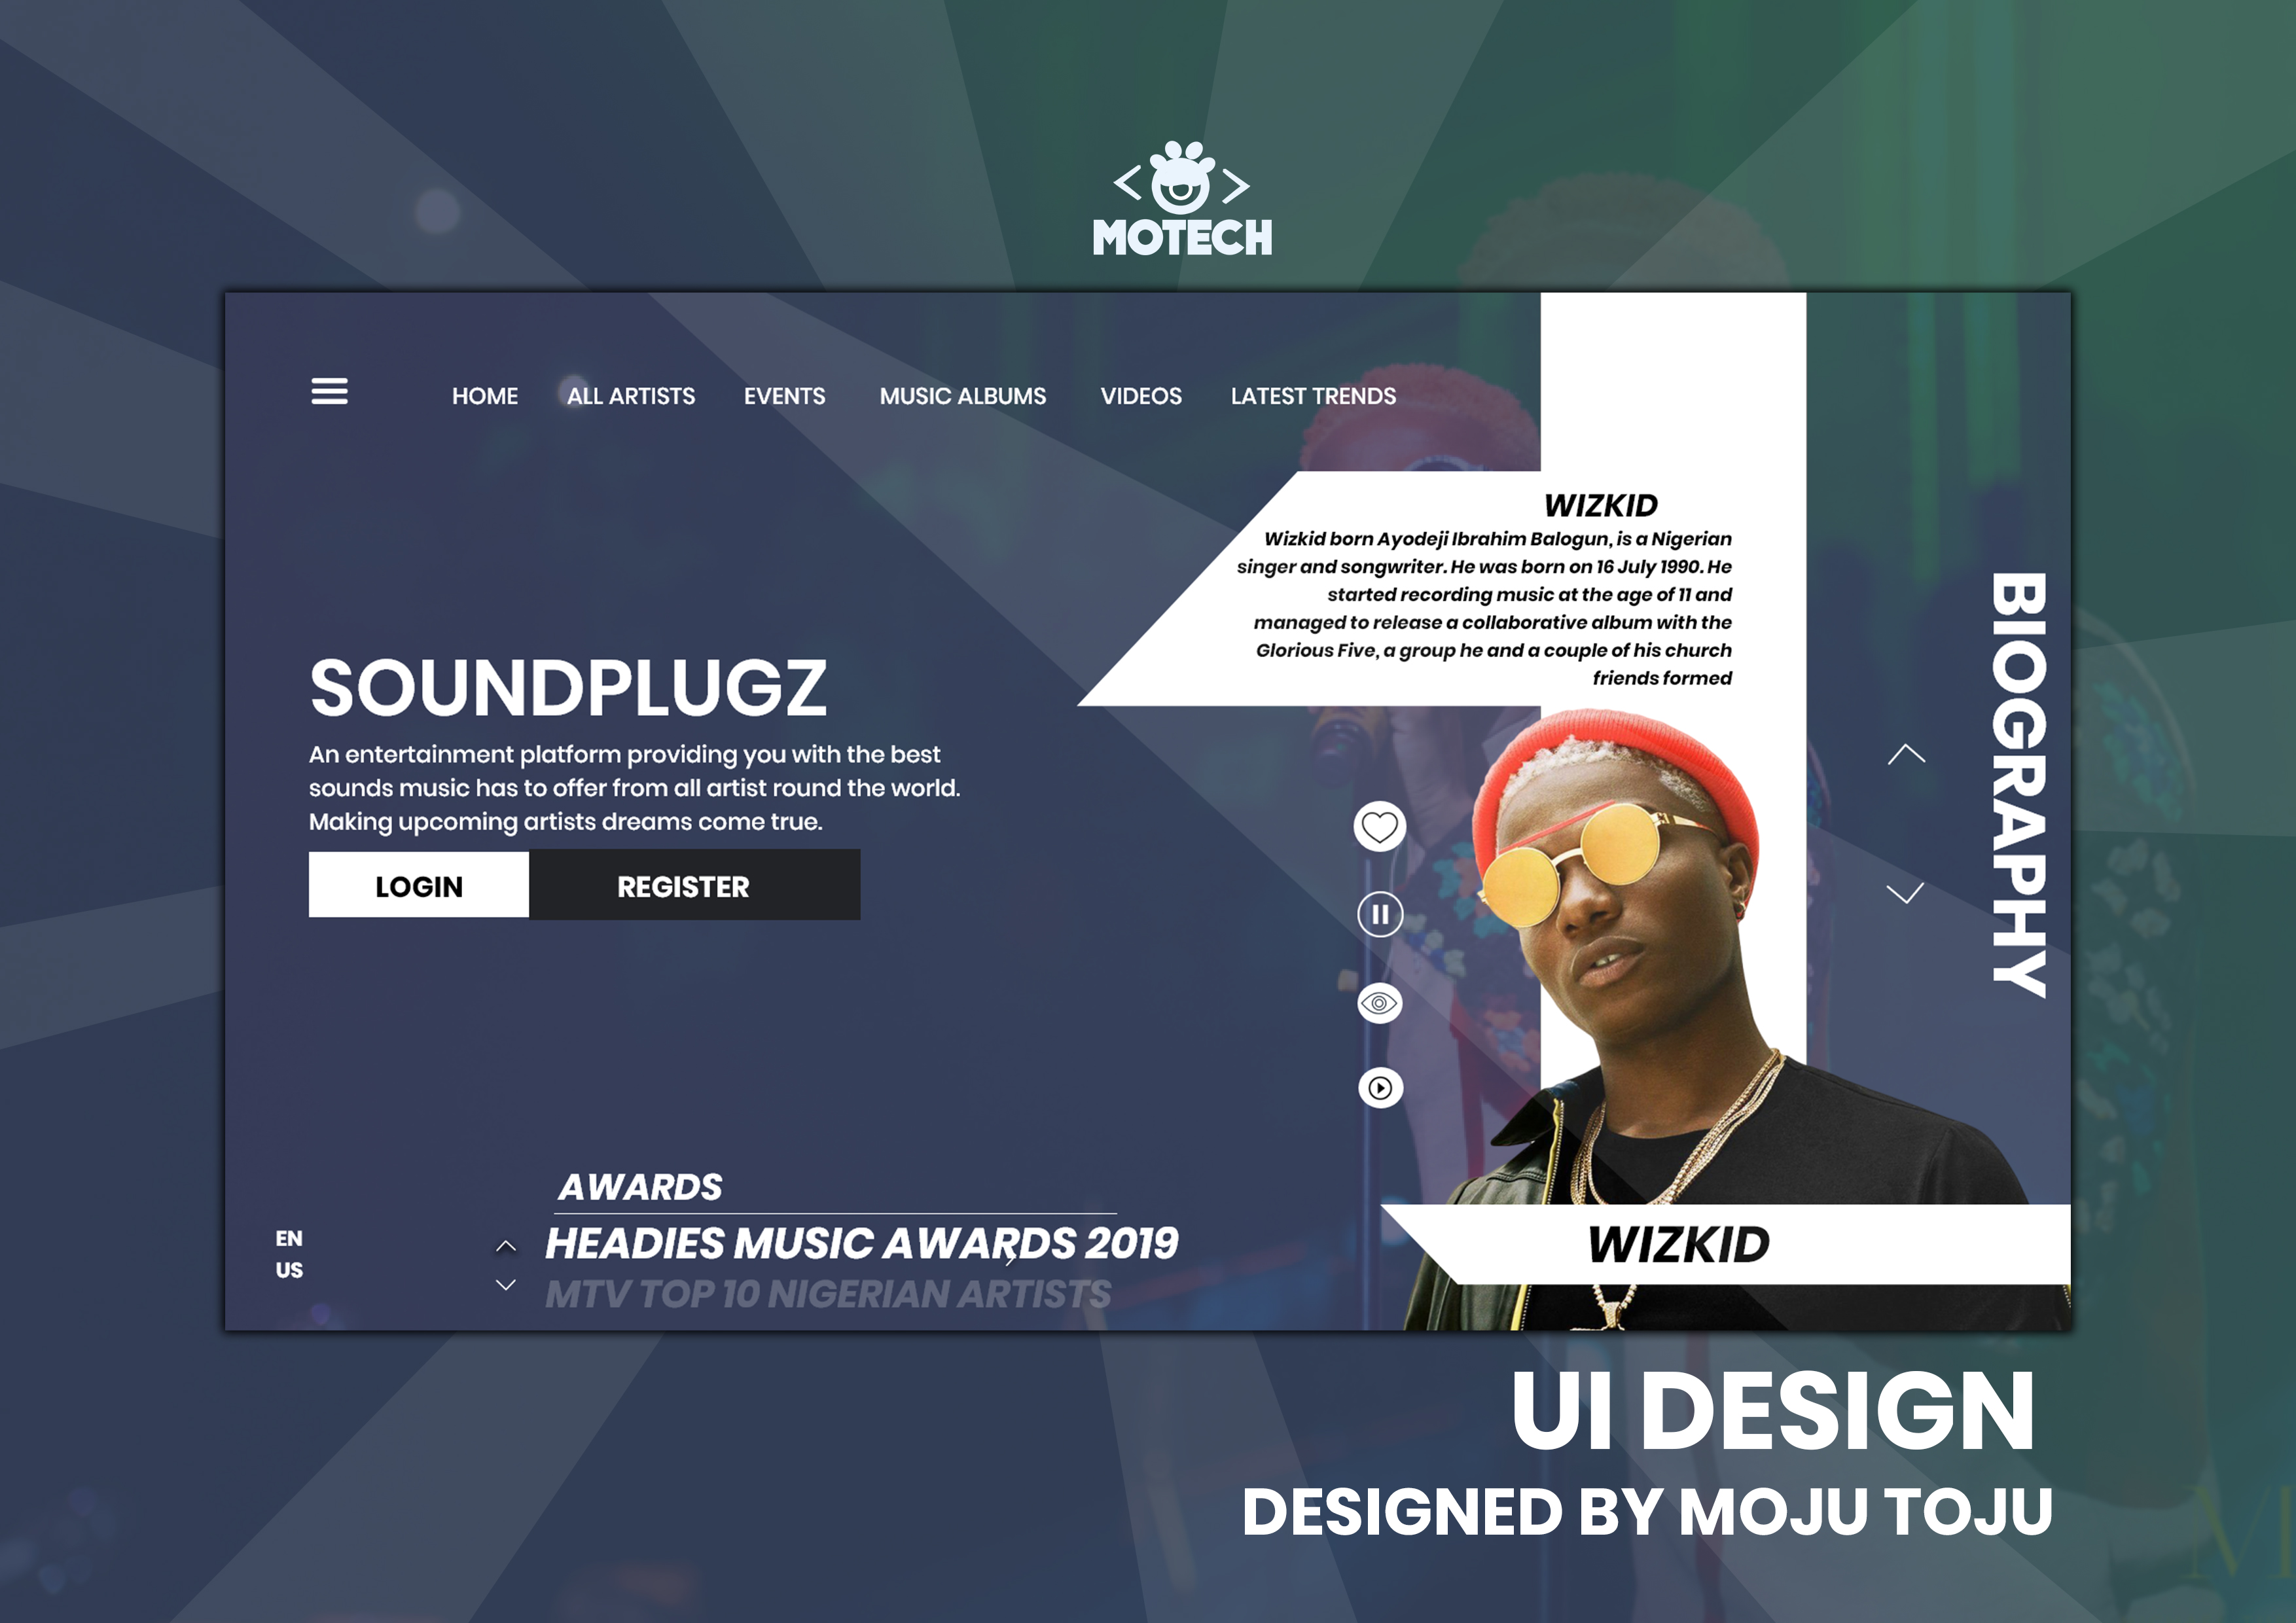 < >
MOTECH
HOME ALL ARTISTS EVENTS MUSIC ALBUMS VIDEOS LATEST TRENDS
WIZKID
Wizkid born Ayodeji Ibrahim Balogun, is a Nigerian
singer and songwriter. He was born on 16 July 1990. He
started recording music at the age of 11 and
managed to release a collaborative album with the
Glorious Five, a group he and a couple of his church
friends formed
BIOGRAPHY
SOUNDPLUGZ
An entertainment platform providing you with the best
sounds music has to offer from all artist round the world.
Making upcoming artists dreams come true.
LOGIN REGISTER
AWARDS
HEADIES MUSIC AWARDS 2019
MTV TOP 10 NIGERIAN ARTISTS
EN
US
WIZKID
UI DESIGN
DESIGNED BY MOJU TOJU